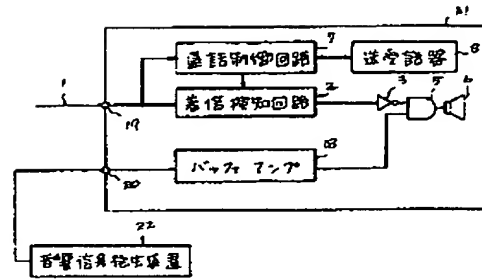 21
7
通話制御回路
送受話器
8
1
19
着信検知回路
2
3
5
6
バッファアンプ
20
22
音響信号発生装置